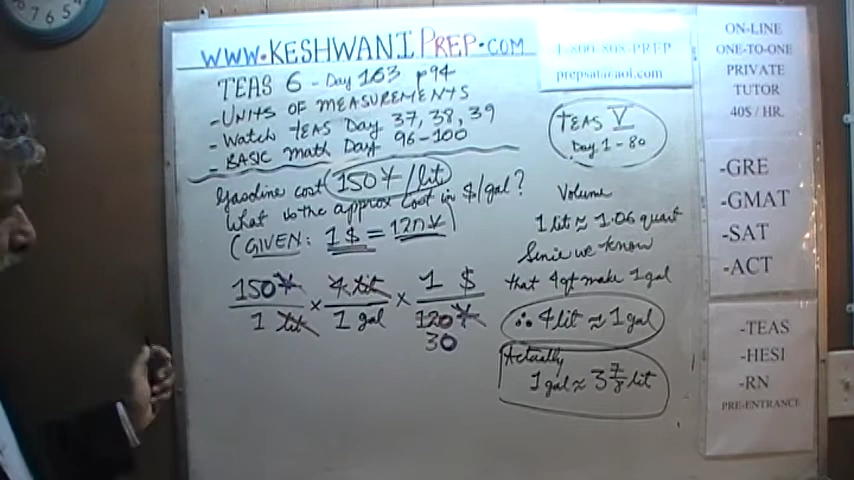 7 6 5
WWW.KESHWANIPREP.COM
TEAS 6 - Day 163 p94
- UNITS OF MEASUREMENTS
- Watch TEAS Day 37, 38, 39
- BASIC Math Day 96-100
Gasoline cost 150¥/lit
What is the approx cost in $/gal?
(GIVEN: 1$ = 120¥)
150¥ × 4 lit × 1 $
1 lit 1 gal 120¥
30
1-800-808-PREP
prepsat@aol.com
TEAS V
Day 1-80
Volume
1 lit ≈ 1.06 quart
Senie we know
that 4qt make 1gal
∴ 4 lit ≈ 1 gal
Actually
1 gal ≈ 3 7/8 lit
ON-LINE
ONE-TO-ONE
PRIVATE
TUTOR
40$ / HR.
-GRE
-GMAT
-SAT
-ACT
-TEAS
-HESI
-RN
PRE-ENTRANCE